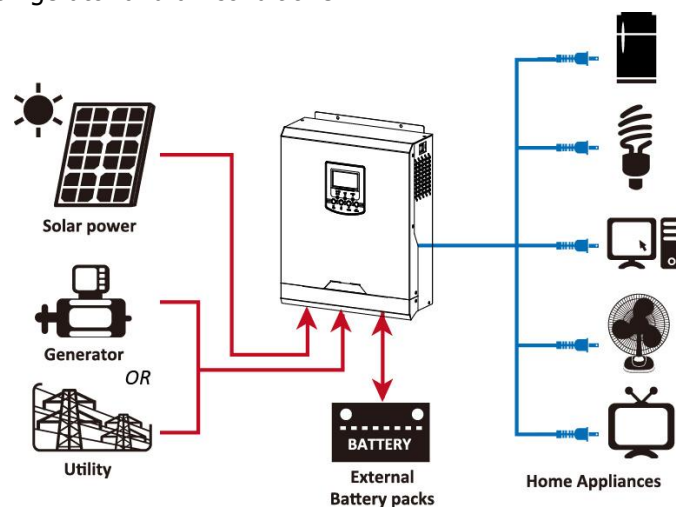 Solar power
Generator
OR
Utility
BATTERY
External
Battery packs
Home Appliances